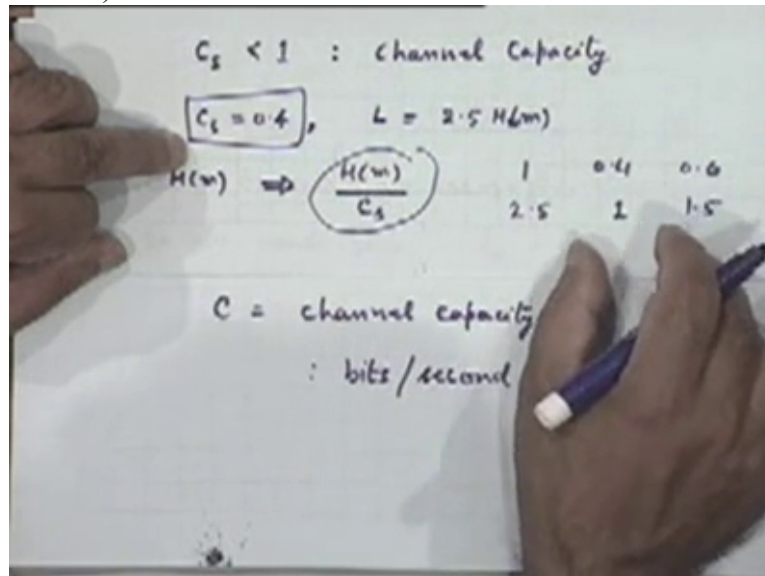 Cs < 1 : Channel Capacity
Cs = 0.4, L = 2.5 H(m)
H(m) ⇒ H(m)/Cs 1 0.4 0.6
2.5 1 1.5
C = channel capacity
: bits/second